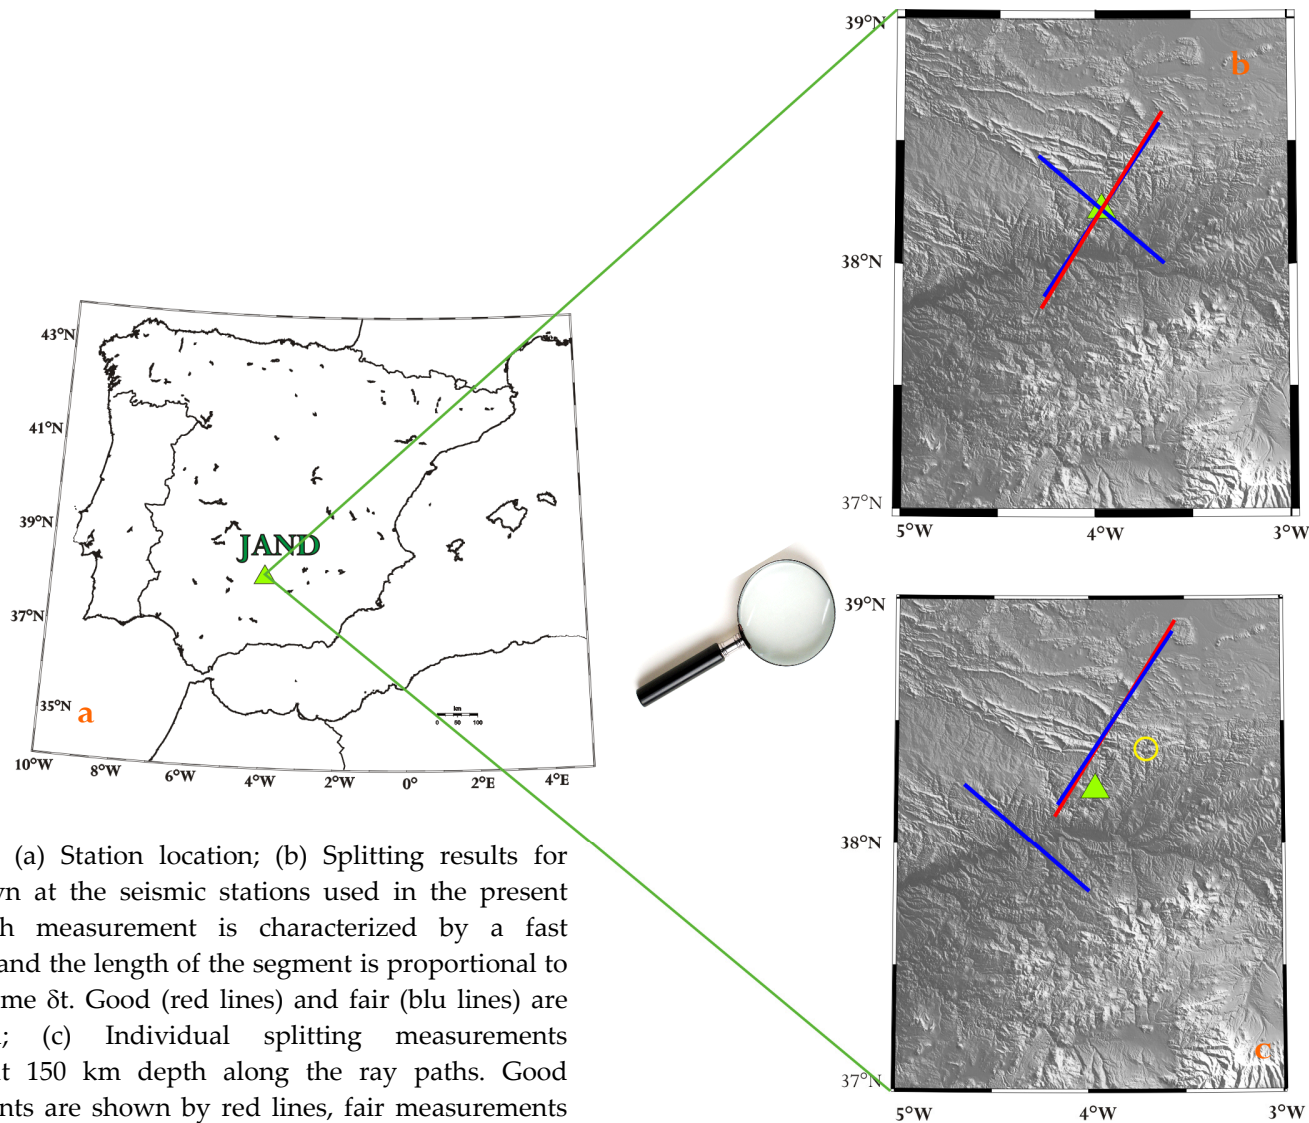 39°N
b
38°N
37°N
5°W 4°W 3°W
43°N
41°N
39°N
JAND
37°N
35°N
a
km
0 50 100
10°W 8°W 6°W 4°W 2°W 0° 2°E 4°E
39°N
38°N
c
37°N
5°W 4°W 3°W
(a) Station location; (b) Splitting results for
at the seismic stations used in the present
measurement is characterized by a fast
and the length of the segment is proportional to
δt. Good (red lines) and fair (blu lines) are
(c) Individual splitting measurements
150 km depth along the ray paths. Good
are shown by red lines, fair measurements